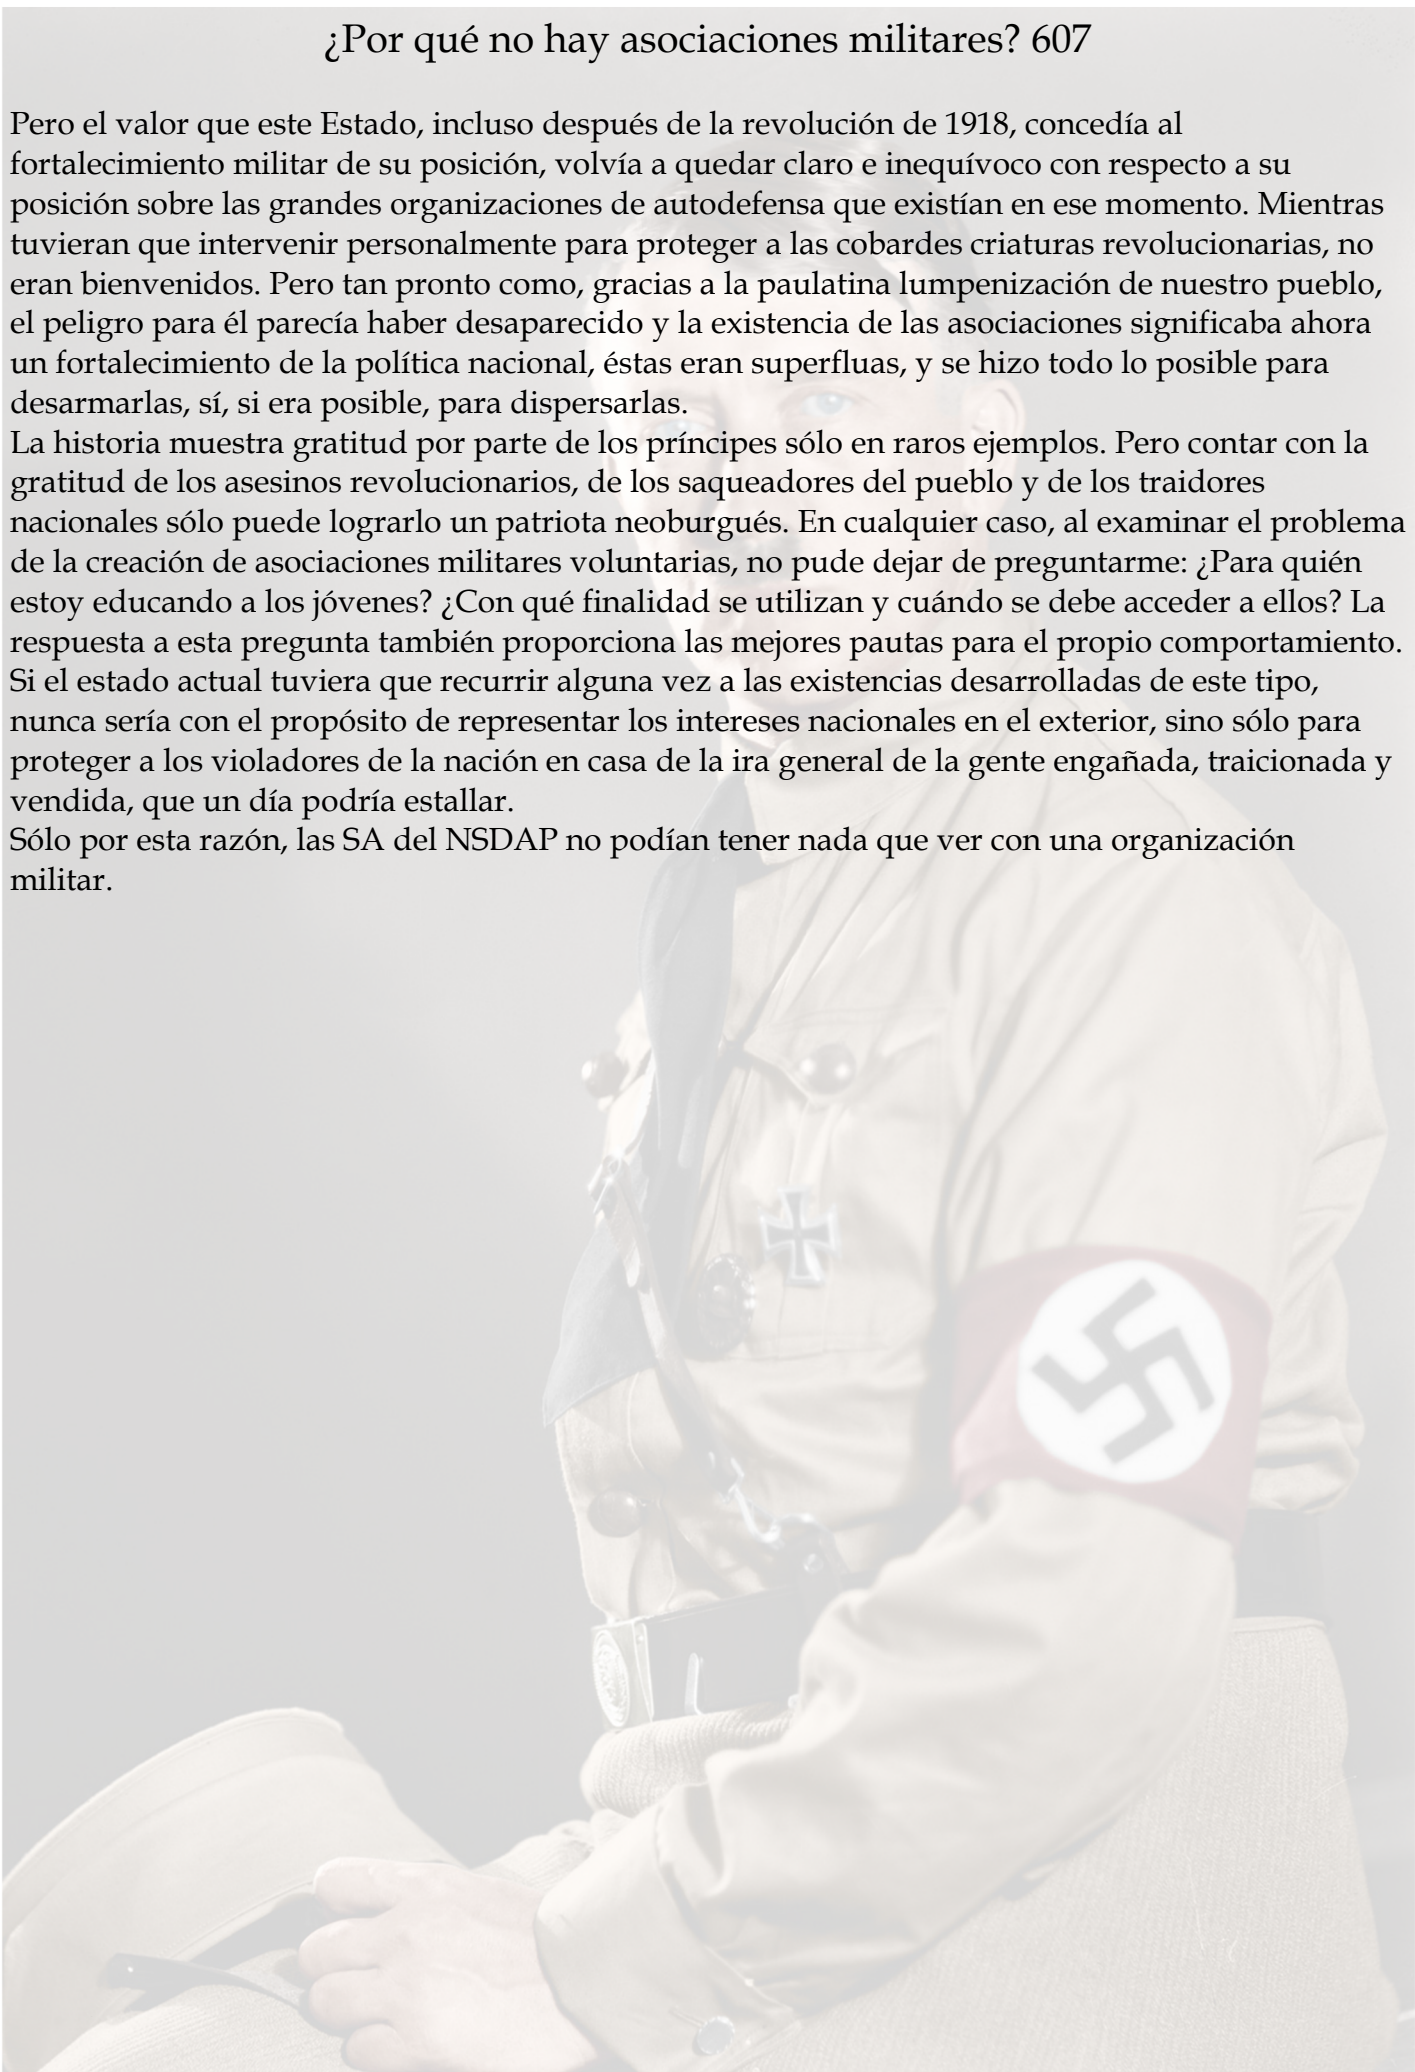 ¿Por qué no hay asociaciones militares? 607
Pero el valor que este Estado, incluso después de la revolución de 1918, concedía al
fortalecimiento militar de su posición, volvía a quedar claro e inequívoco con respecto a su
posición sobre las grandes organizaciones de autodefensa que existían en ese momento. Mientras
tuvieran que intervenir personalmente para proteger a las cobardes criaturas revolucionarias, no
eran bienvenidos. Pero tan pronto como, gracias a la paulatina lumpenización de nuestro pueblo,
el peligro para él parecía haber desaparecido y la existencia de las asociaciones significaba ahora
un fortalecimiento de la política nacional, éstas eran superfluas, y se hizo todo lo posible para
desarmarlas, sí, si era posible, para dispersarlas.
La historia muestra gratitud por parte de los príncipes sólo en raros ejemplos. Pero contar con la
gratitud de los asesinos revolucionarios, de los saqueadores del pueblo y de los traidores
nacionales sólo puede lograrlo un patriota neoburgués. En cualquier caso, al examinar el problema
de la creación de asociaciones militares voluntarias, no pude dejar de preguntarme: ¿Para quién
estoy educando a los jóvenes? ¿Con qué finalidad se utilizan y cuándo se debe acceder a ellos? La
respuesta a esta pregunta también proporciona las mejores pautas para el propio comportamiento.
Si el estado actual tuviera que recurrir alguna vez a las existencias desarrolladas de este tipo,
nunca sería con el propósito de representar los intereses nacionales en el exterior, sino sólo para
proteger a los violadores de la nación en casa de la ira general de la gente engañada, traicionada y
vendida, que un día podría estallar.
Sólo por esta razón, las SA del NSDAP no podían tener nada que ver con una organización
militar.